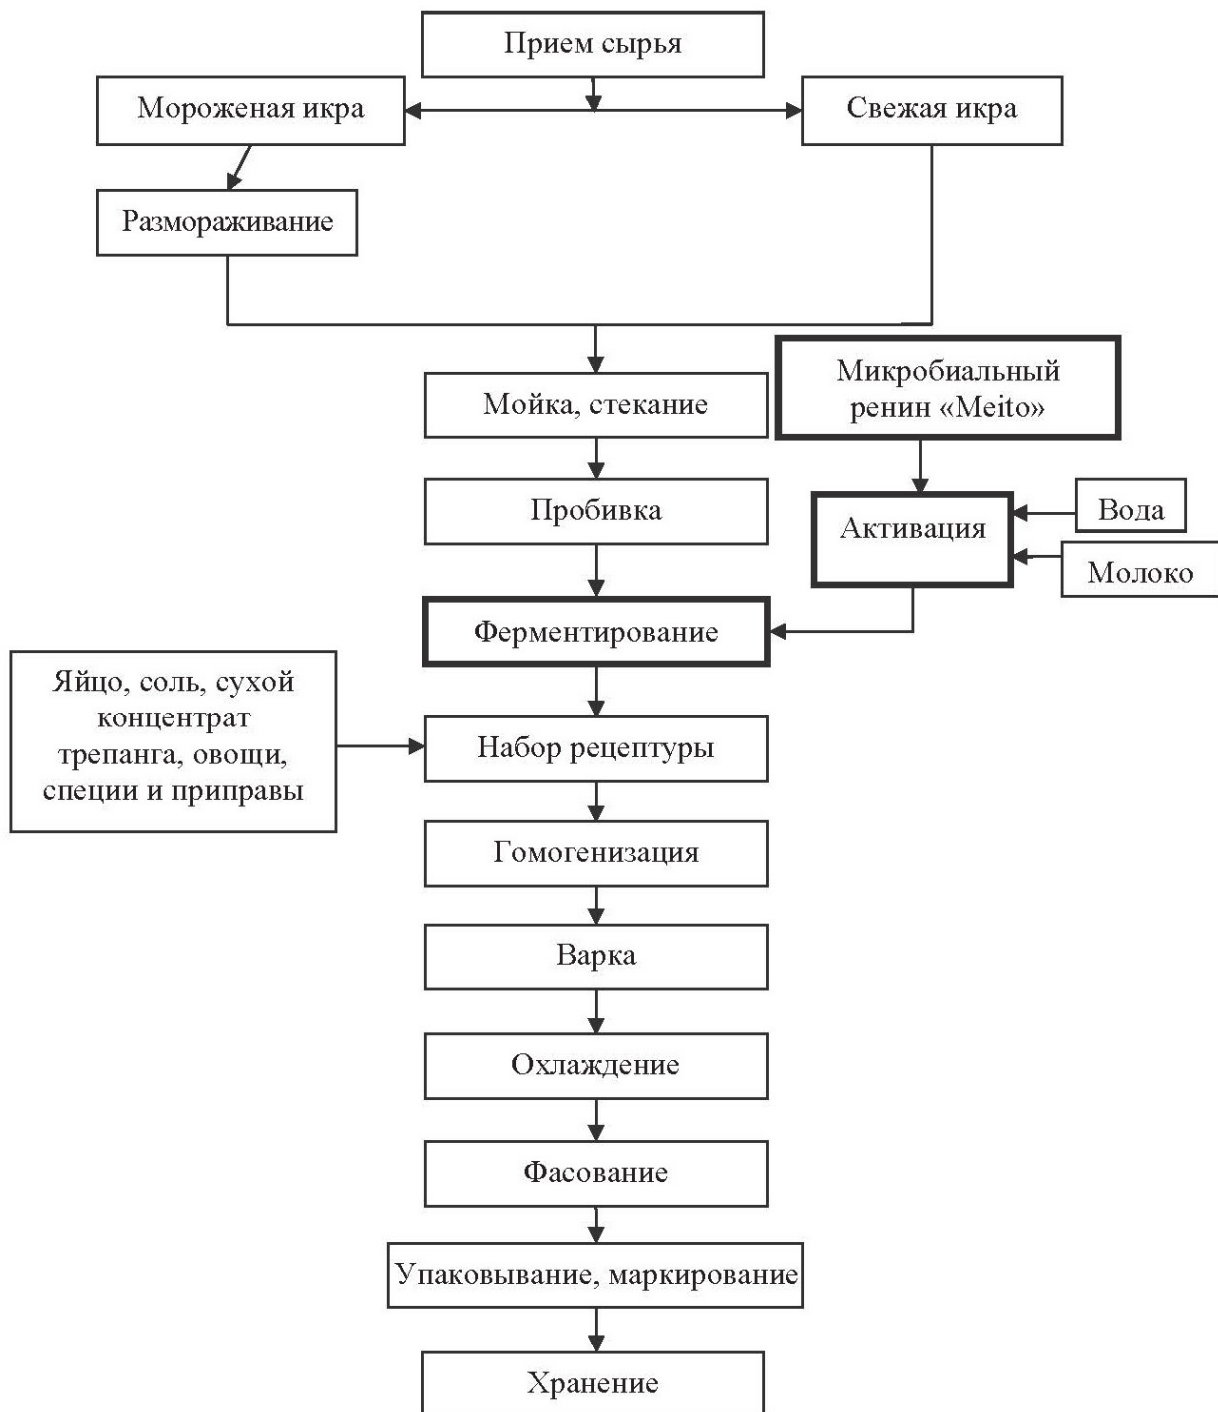 Прием сырья
Мороженая икра
Свежая икра
Размораживание
Микробиальный
ренин «Meito»
Мойка, стекание
Пробивка
Активация
Вода
Молоко
Ферментирование
Яйцо, соль, сухой
концентрат
трепанга, овощи,
специи и приправы
Набор рецептуры
Гомогенизация
Варка
Охлаждение
Фасование
Упаковывание, маркирование
Хранение